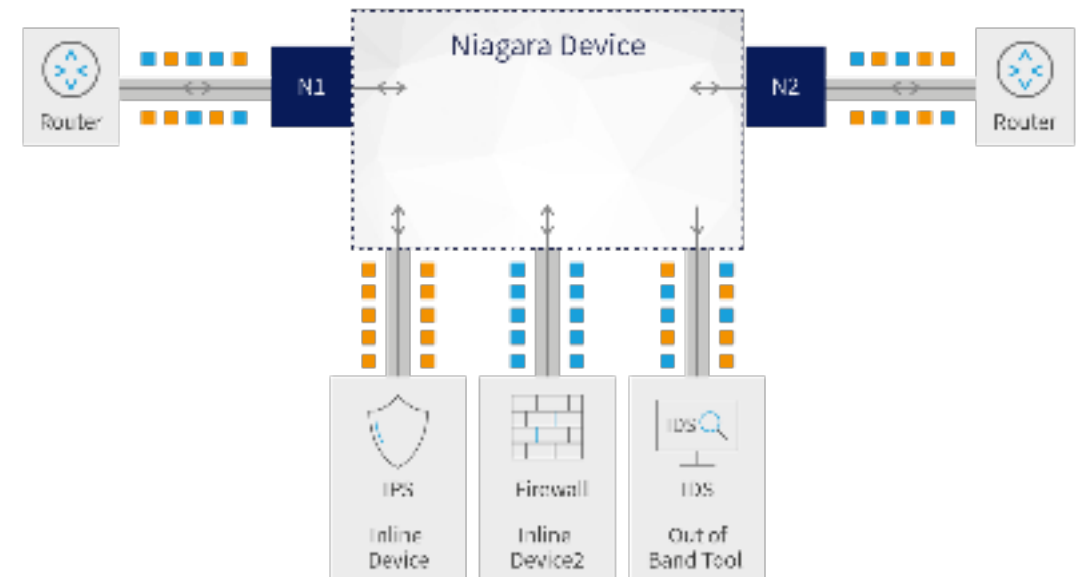 Niagara Device
N1
N2
Router
Router
IDS
IPS
Firewall
IDS
Inline
Device
Inline
Device2
Out of
Band Tool